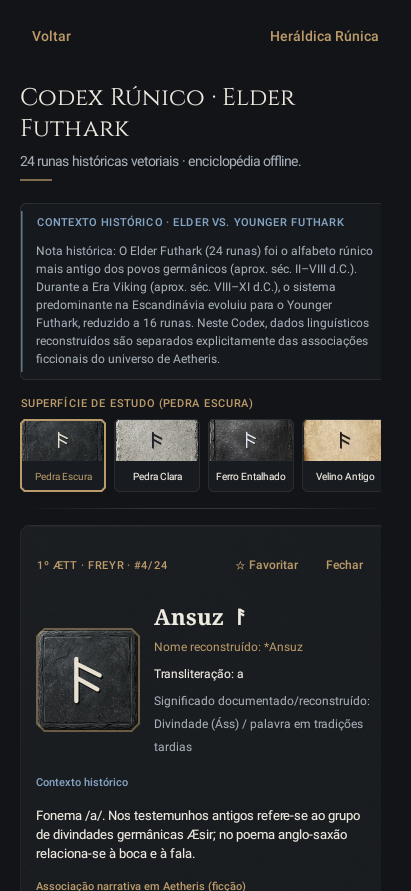 Voltar
Heráldica Rúnica
Codex Rúnico · Elder
Futhark
24 runas históricas vetoriais · enciclopédia offline.
CONTEXTO HISTÓRICO · ELDER VS. YOUNGER FUTHARK
Nota histórica: O Elder Futhark (24 runas) foi o alfabeto rúnico
mais antigo dos povos germânicos (aprox. séc. II–VIII d.C.).
Durante a Era Viking (aprox. séc. VIII–XI d.C.), o sistema
predominante na Escandinávia evoluiu para o Younger
Futhark, reduzido a 16 runas. Neste Codex, dados linguísticos
reconstruídos são separados explicitamente das associações
ficcionais do universo de Aetheris.
SUPERFÍCIE DE ESTUDO (PEDRA ESCURA)
ᚨ ᚨ ᚨ ᚨ
Pedra Escura
Pedra Clara
Ferro Entalhado
Velino Antigo
1º ÆTT · FREYR · #4/24
☆ Favoritar
Fechar
Ansuz ᚨ
ᚨ
Nome reconstruído: *Ansuz
Transliteração: a
Significado documentado/reconstruído:
Divindade (Áss) / palavra em tradições
tardias
Contexto histórico
Fonema /a/. Nos testemunhos antigos refere-se ao grupo
de divindades germânicas Æsir; no poema anglo-saxão
relaciona-se à boca e à fala.
Associação narrativa em Aetheris (ficção)